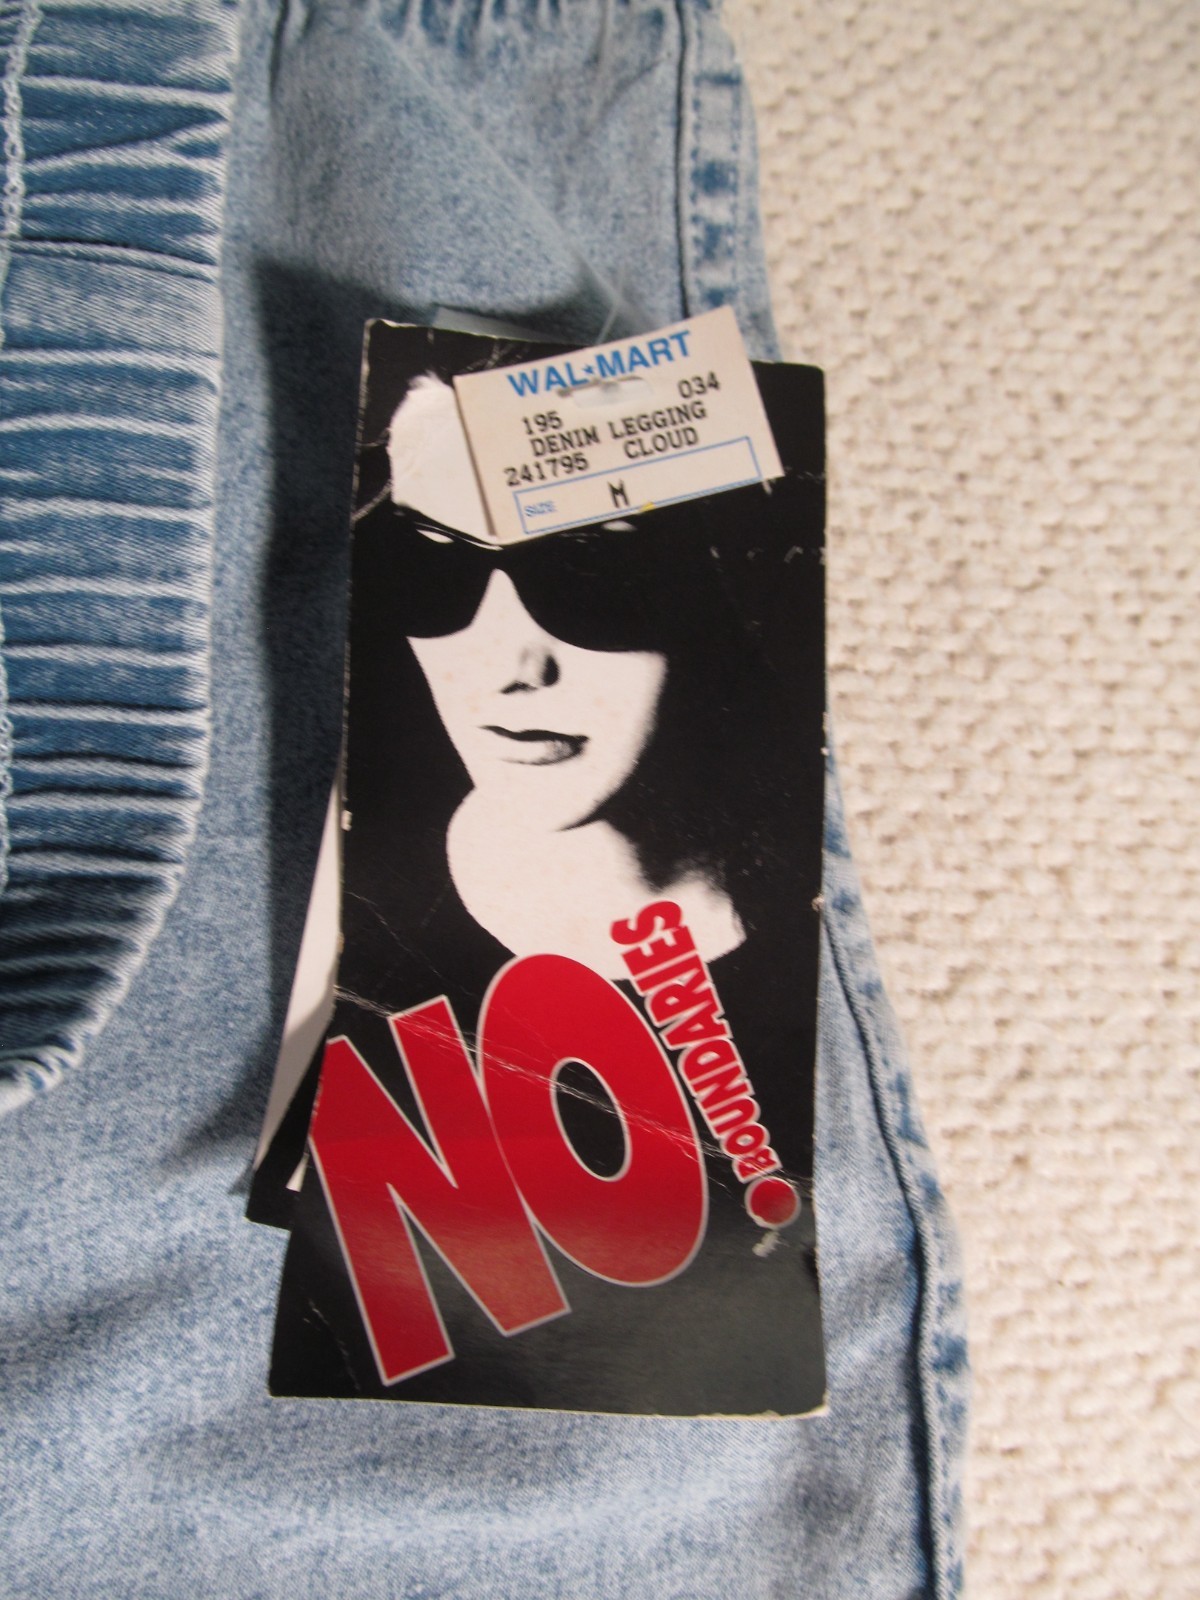 WAL★MART
195 034
DENIM LEGGING
241795 CLOUD
SIZE M
NO
BOUNDARIES